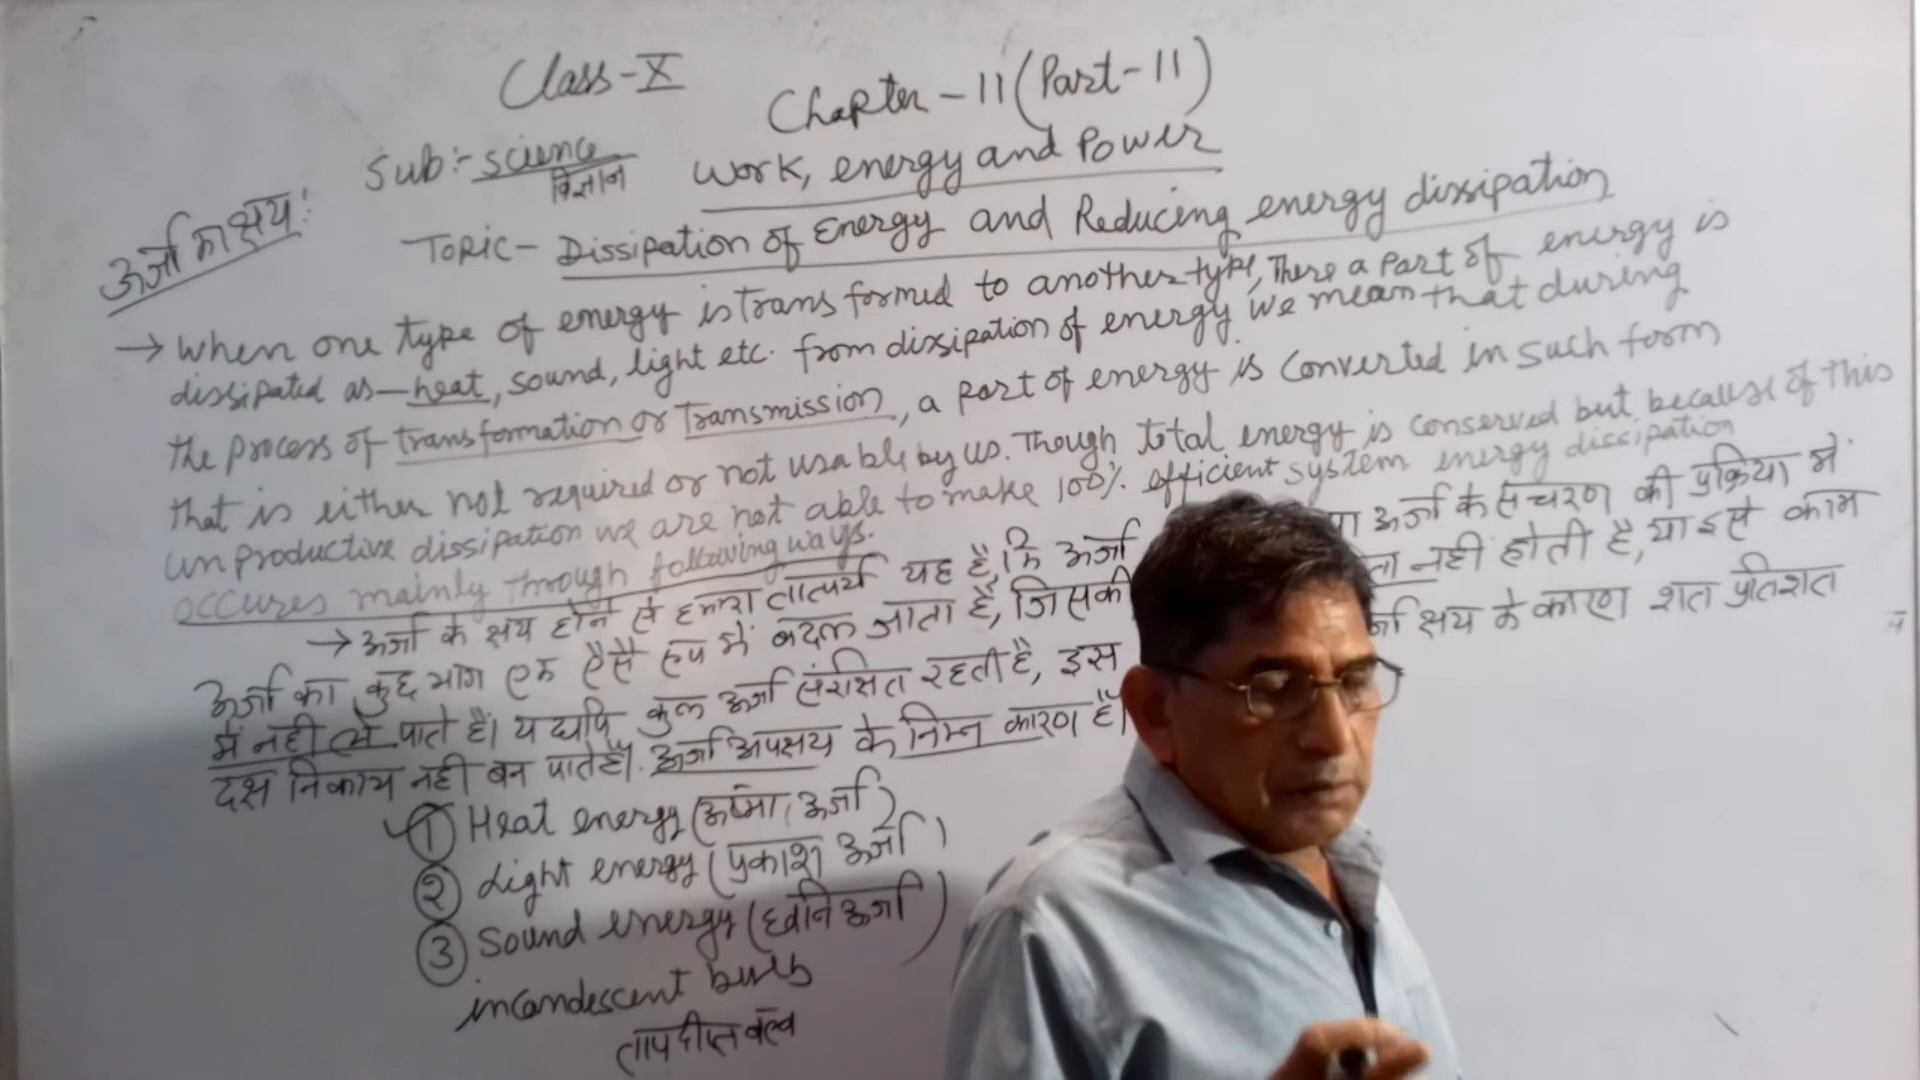 Class-X
Chapter - 11 (Part-11)
Sub:- science
विज्ञान
Work, energy and Power
ऊर्जा का क्षय:
Topic - Dissipation of Energy and Reducing energy dissipation
→ When one type of energy is transformed to another type, There a part of energy is
dissipated as - heat, sound, light etc. from dissipation of energy we mean that during
the process of transformation or Transmission, a part of energy is converted in such form
that is either not required or not usable by us. Though total energy is conserved but because of this
unproductive dissipation we are not able to make 100% efficient system energy dissipation
occures mainly through following ways.
→ ऊर्जा के क्षय होने से हमारा तात्पर्य यह है, कि ऊर्जा या ऊर्जा के संचरण की प्रक्रिया में
ऊर्जा का कुछ भाग एक ऐसे रूप में बदल जाता है, जिसकी ता नही होती है, या इसे काम
में नही ले पाते है। यद्यपि कुल ऊर्जा संरक्षित रहती है, इस र्जा क्षय के कारण शत प्रतिशत
दक्ष निकाय नही बन पाते है। ऊर्जा अपक्षय के निम्न कारण है।
① Heat energy (ऊष्मा ऊर्जा)
② Light energy (प्रकाश ऊर्जा)
③ Sound energy (ध्वनि ऊर्जा)
incandescent bulb
तापदीप्त बल्ब